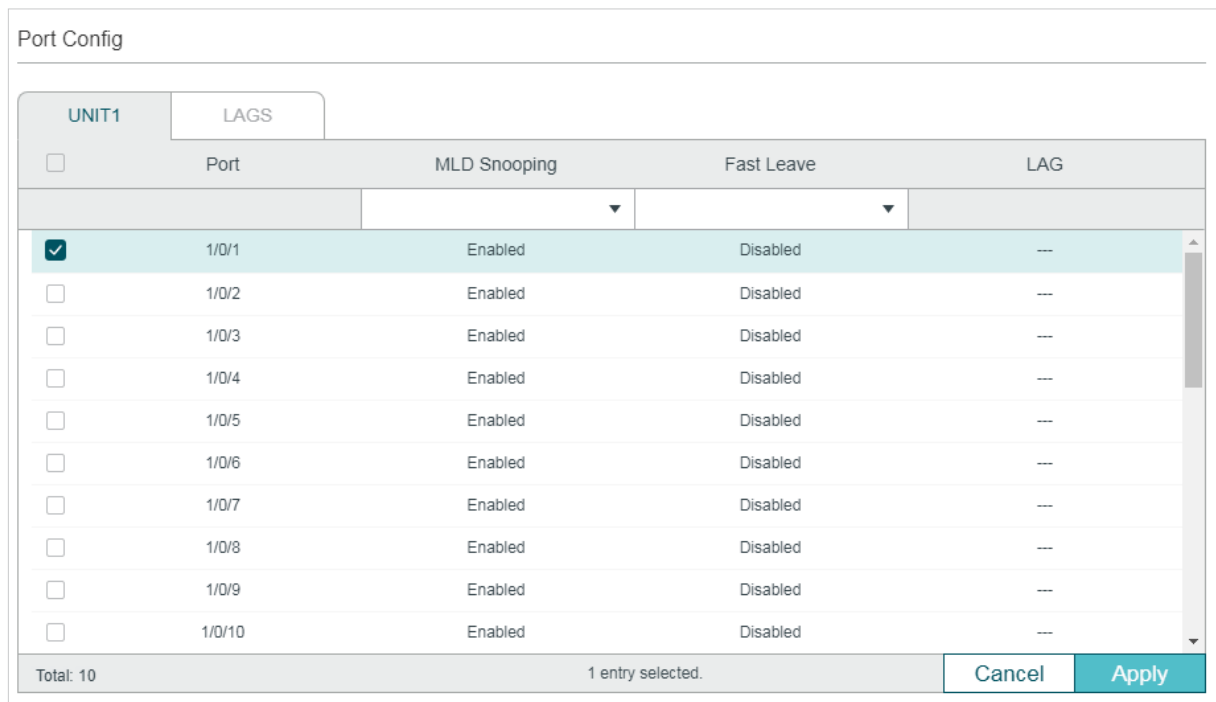 Port Config
UNIT1 LAGS
Port MLD Snooping Fast Leave LAG
1/0/1 Enabled Disabled ---
1/0/2 Enabled Disabled ---
1/0/3 Enabled Disabled ---
1/0/4 Enabled Disabled ---
1/0/5 Enabled Disabled ---
1/0/6 Enabled Disabled ---
1/0/7 Enabled Disabled ---
1/0/8 Enabled Disabled ---
1/0/9 Enabled Disabled ---
1/0/10 Enabled Disabled ---
Total: 10 1 entry selected. Cancel Apply